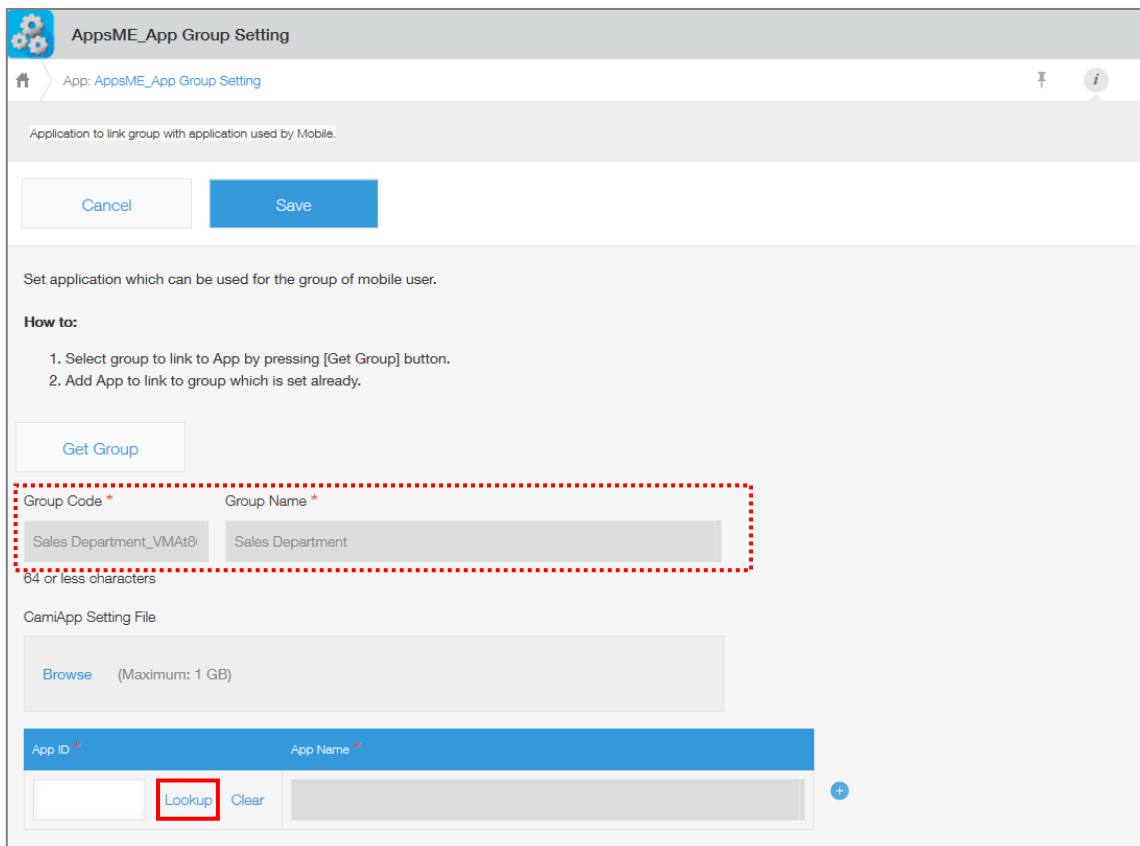 AppsME_App Group Setting
App: AppsME_App Group Setting
i
Application to link group with application used by Mobile.
Cancel Save
Set application which can be used for the group of mobile user.
How to:
1. Select group to link to App by pressing [Get Group] button.
2. Add App to link to group which is set already.
Get Group
Group Code * Group Name *
Sales Department_VMAt8 Sales Department
64 or less characters
CamiApp Setting File
Browse (Maximum: 1 GB)
App ID * App Name *
Lookup Clear